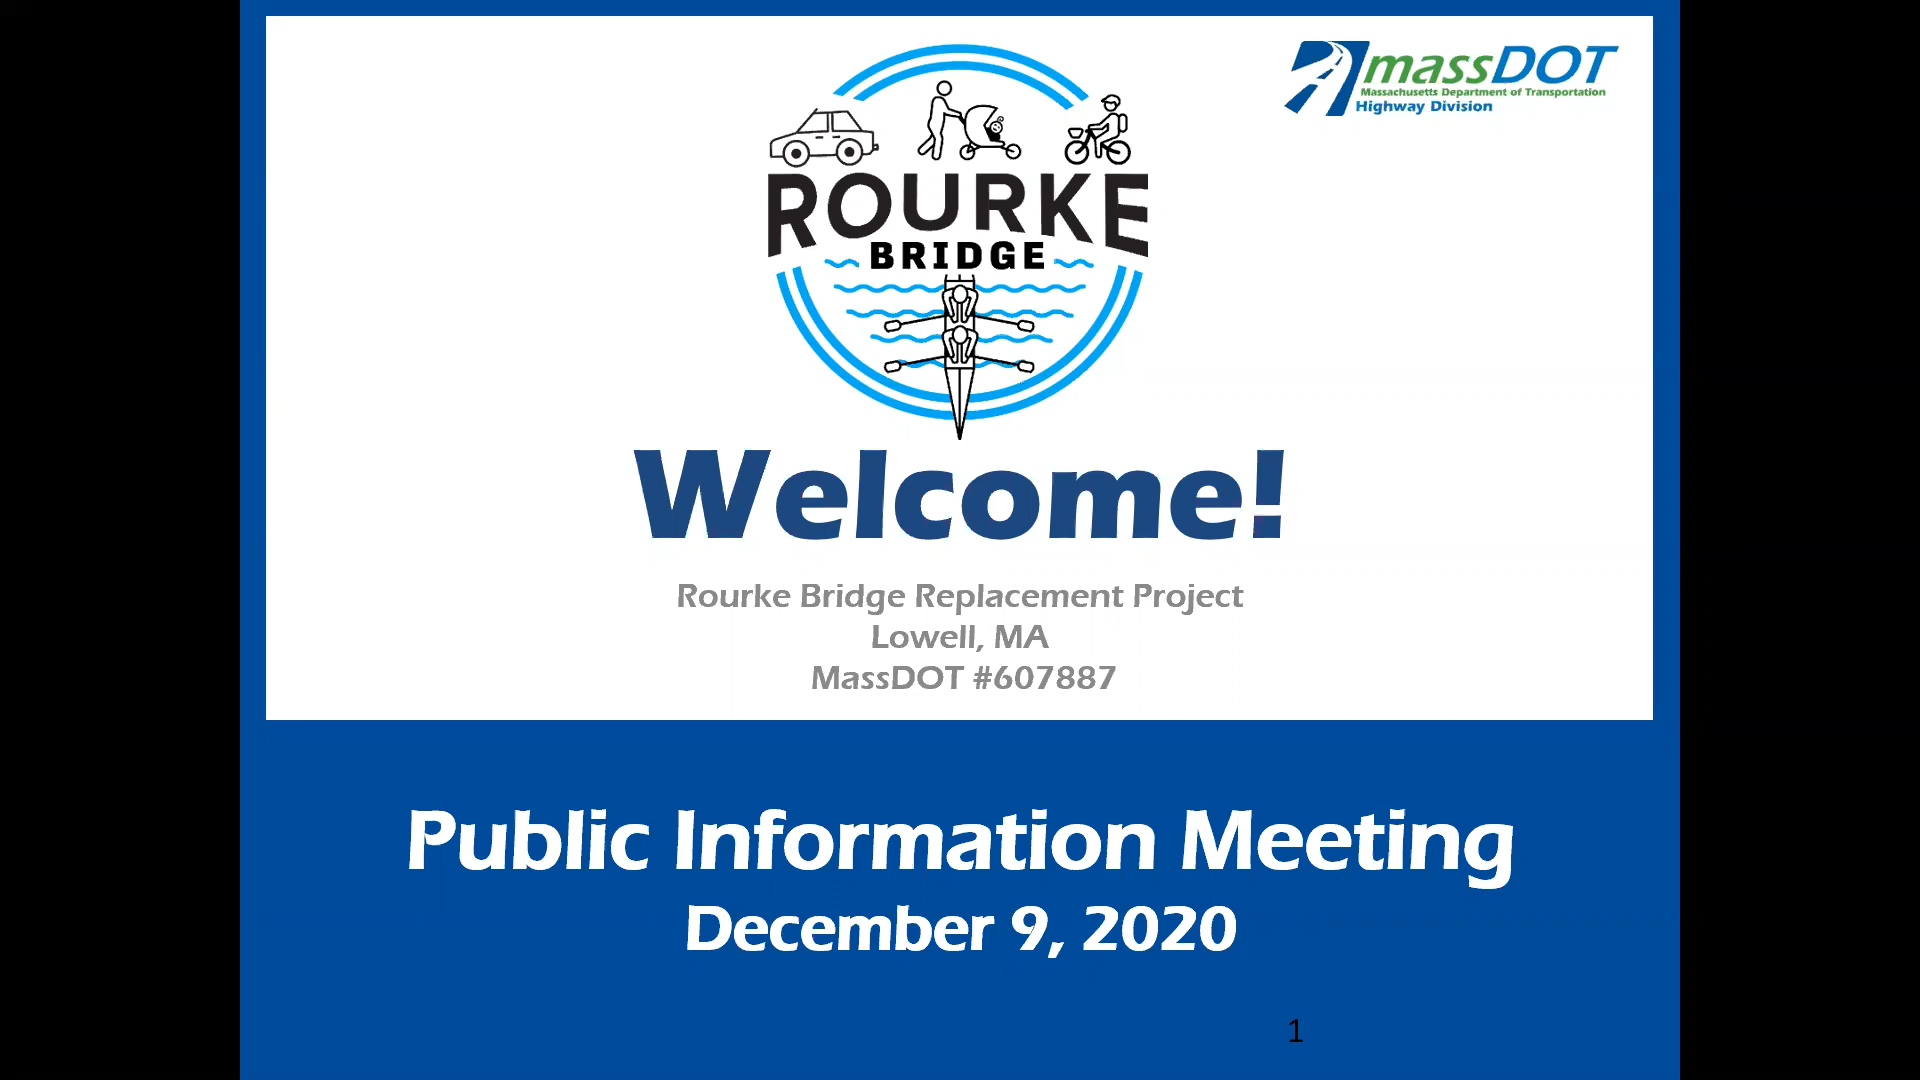 massDOT
Massachusetts Department of Transportation
Highway Division
ROURKE
BRIDGE
Welcome!
Rourke Bridge Replacement Project
Lowell, MA
MassDOT #607887
Public Information Meeting
December 9, 2020
1